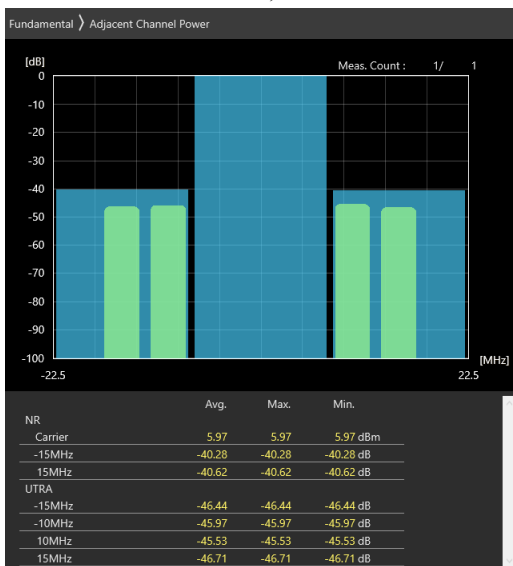 Fundamental 〉 Adjacent Channel Power
[dB]
Meas. Count : 1/ 1
0
-10
-20
-30
-40
-50
-60
-70
-80
-90
-100
[MHz]
-22.5 22.5
Avg. Max. Min.
NR
Carrier 5.97 5.97 5.97 dBm
-15MHz -40.28 -40.28 -40.28 dB
15MHz -40.62 -40.62 -40.62 dB
UTRA
-15MHz -46.44 -46.44 -46.44 dB
-10MHz -45.97 -45.97 -45.97 dB
10MHz -45.53 -45.53 -45.53 dB
15MHz -46.71 -46.71 -46.71 dB